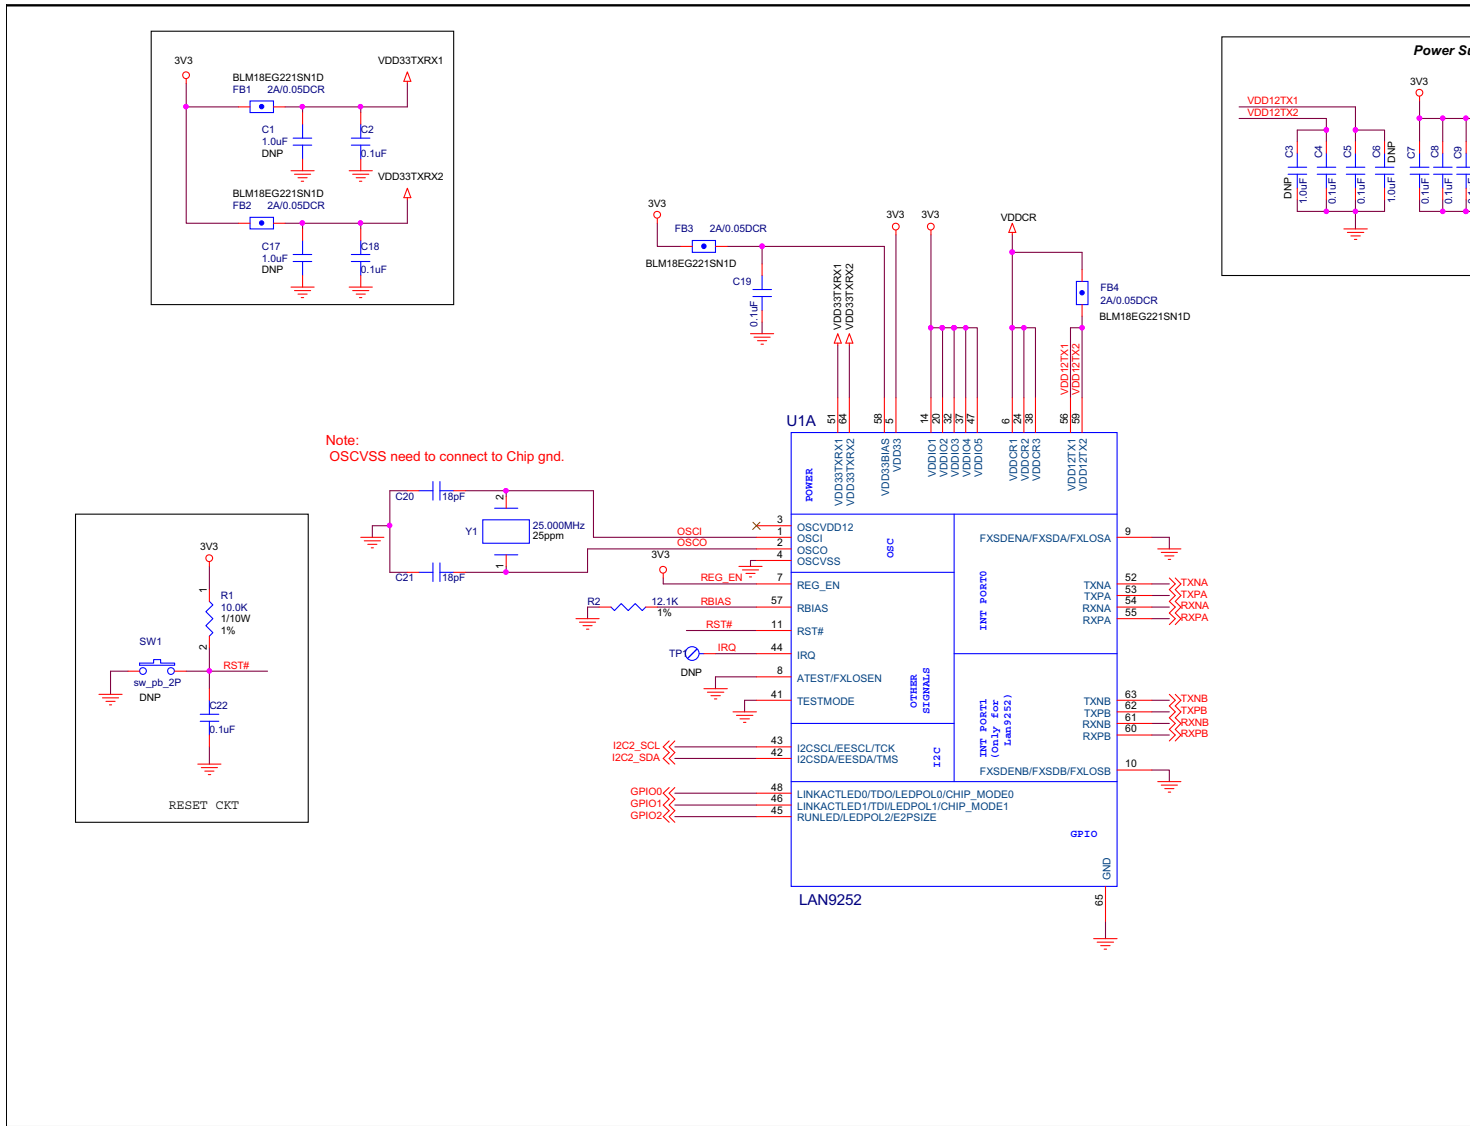 3V3
VDD33TXRX1
BLM18EG221SN1D
FB1 2A/0.05DCR
C1
1.0uF
DNP
C2
0.1uF
VDD33TXRX2
BLM18EG221SN1D
FB2 2A/0.05DCR
C17
1.0uF
DNP
C18
0.1uF
Power
3V3
VDD12TX1
VDD12TX2
C3
DNP
1.0uF
C4
0.1uF
C5
0.1uF
C6
DNP
1.0uF
C7
0.1uF
C8
0.1uF
C9
3V3
FB3 2A/0.05DCR
BLM18EG221SN1D
C19
0.1uF
3V3
3V3
VDDCR
VDD33TXRX1
VDD33TXRX2
FB4
2A/0.05DCR
BLM18EG221SN1D
VDD12TX1
VDD12TX2
U1A
51
64
58
5
14
20
32
37
47
6
24
38
56
59
POWER
VDD33TXRX1
VDD33TXRX2
VDD33BIAS
VDD33
VDDIO1
VDDIO2
VDDIO3
VDDIO4
VDDIO5
VDDCR1
VDDCR2
VDDCR3
VDD12TX1
VDD12TX2
Note:
OSCVSS need to connect to Chip gnd.
C20
18pF
2
Y1
25.000MHz
25ppm
1
C21
18pF
OSCI
OSCO
3V3
REG_EN
R2
12.1K
1%
RBIAS
RST#
TP1
IRQ
DNP
3
1
2
4
7
57
11
44
8
41
OSCVDD12
OSCI
OSCO
OSCVSS
OSC
REG_EN
RBIAS
RST#
IRQ
ATEST/FXLOSEN
TESTMODE
OTHER
SIGNALS
I2C2_SCL
I2C2_SDA
43
42
I2CSCL/EESCL/TCK
I2CSDA/EESDA/TMS
I2C
GPIO0
GPIO1
GPIO2
48
46
45
LINKACTLED0/TDO/LEDPOL0/CHIP_MODE0
LINKACTLED1/TDI/LEDPOL1/CHIP_MODE1
RUNLED/LEDPOL2/E2PSIZE
GPIO
GND
65
LAN9252
FXSDENA/FXSDA/FXLOSA
9
INT PORT0
TXNA
TXPA
RXNA
RXPA
52
53
54
55
TXNA
TXPA
RXNA
RXPA
INT PORT1
(Only for
Lan9252)
TXNB
TXPB
RXNB
RXPB
63
62
61
60
TXNB
TXPB
RXNB
RXPB
FXSDENB/FXSDB/FXLOSB
10
3V3
1
R1
10.0K
1/10W
1%
2
SW1
sw_pb_2P
DNP
RST#
C22
0.1uF
RESET CKT